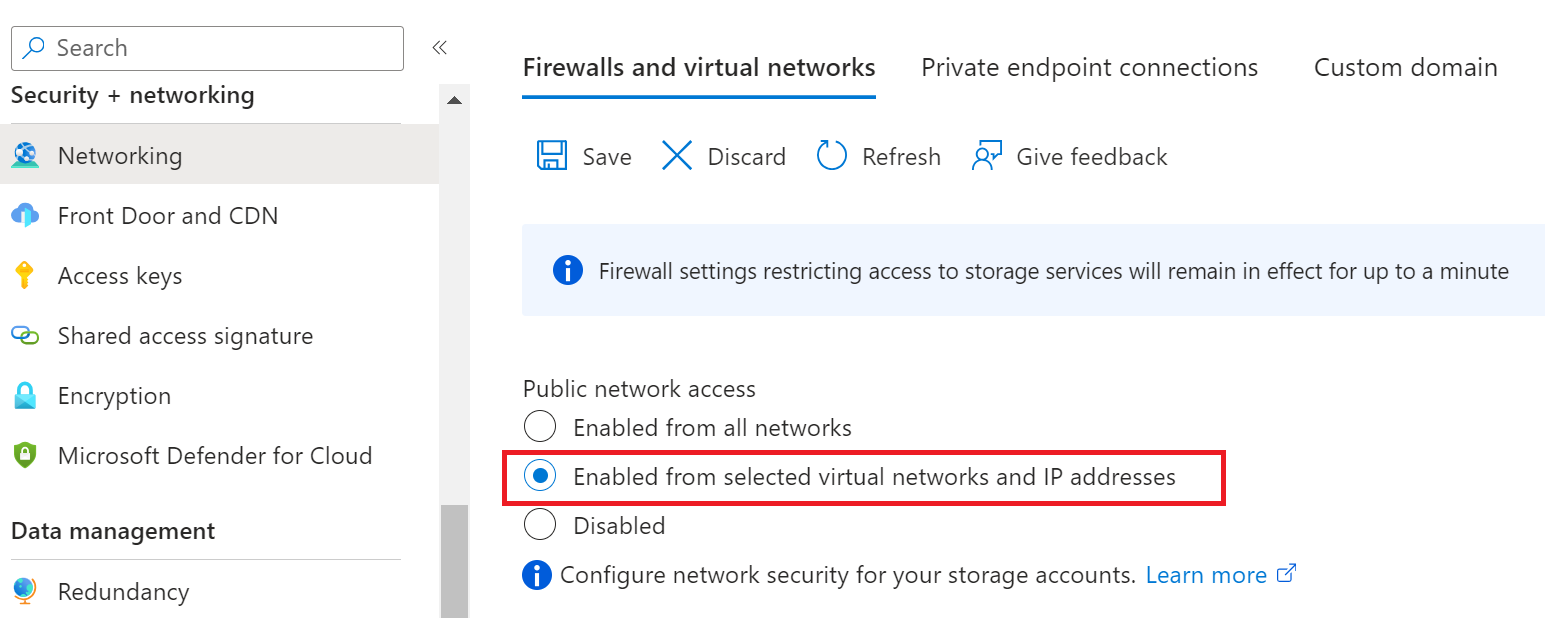 Search
Security + networking
Networking
Front Door and CDN
Access keys
Shared access signature
Encryption
Microsoft Defender for Cloud
Data management
Redundancy
Firewalls and virtual networks Private endpoint connections Custom domain
Save Discard Refresh Give feedback
Firewall settings restricting access to storage services will remain in effect for up to a minute
Public network access
Enabled from all networks
Enabled from selected virtual networks and IP addresses
Disabled
Configure network security for your storage accounts. Learn more